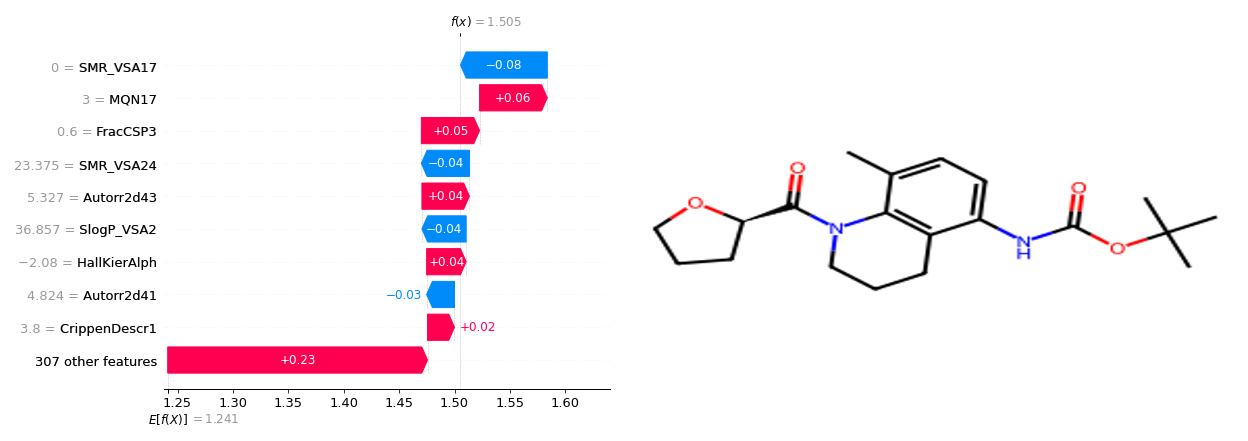 f(x) = 1.505
0 = SMR_VSA17
−0.08
3 = MQN17
+0.06
0.6 = FracCSP3
+0.05
23.375 = SMR_VSA24
−0.04
5.327 = Autorr2d43
+0.04
36.857 = SlogP_VSA2
−0.04
−2.08 = HallKierAlph
+0.04
4.824 = Autorr2d41
−0.03
3.8 = CrippenDescr1
+0.02
307 other features
+0.23
1.25 1.30 1.35 1.40 1.45 1.50 1.55 1.60
E[f(X)] = 1.241
O
O
N
N
H
O
O